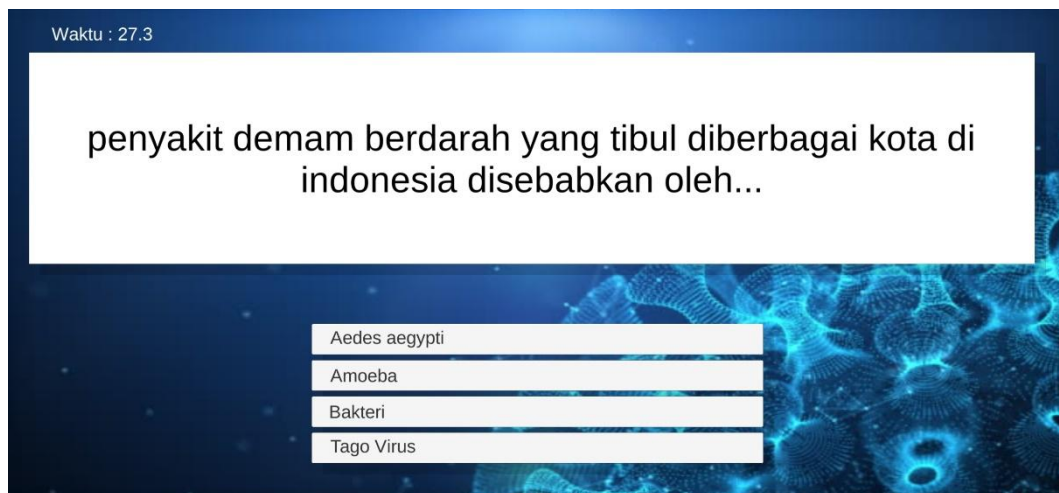 Waktu : 27.3
penyakit demam berdarah yang tibul diberbagai kota di
indonesia disebabkan oleh...
Aedes aegypti
Amoeba
Bakteri
Tago Virus